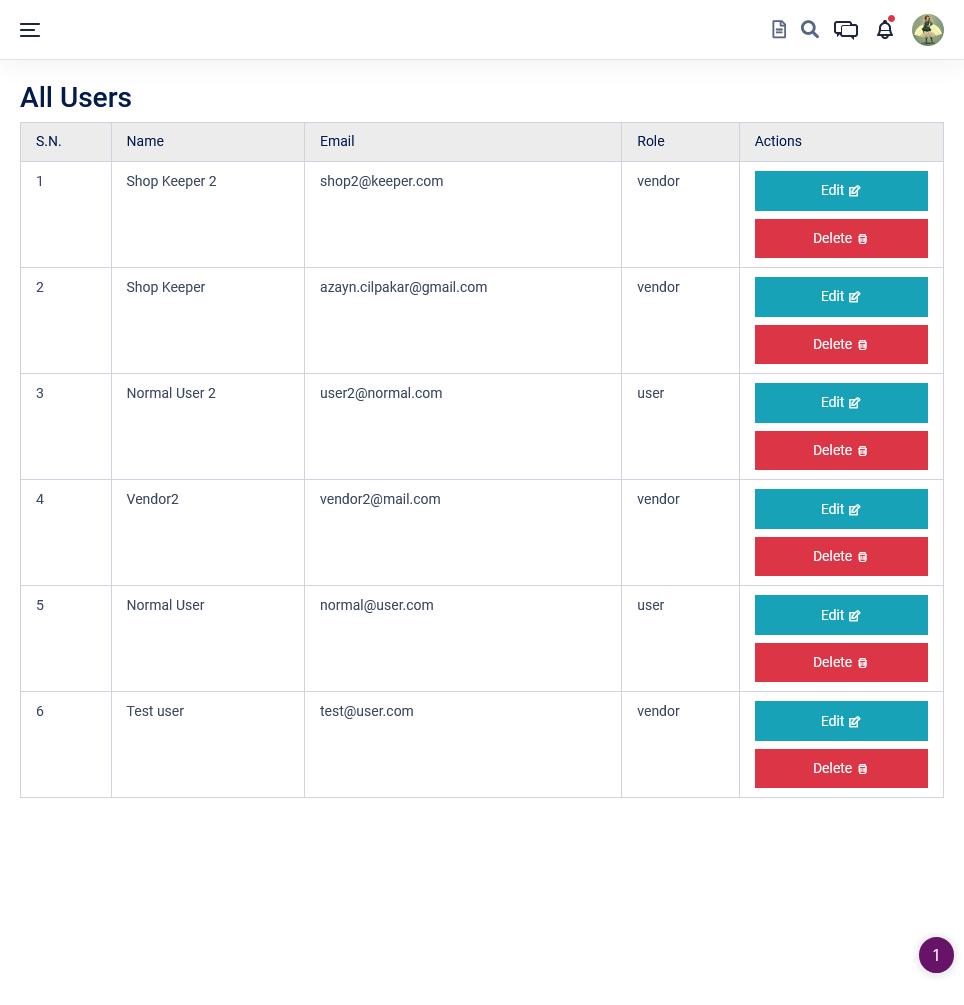 All Users
S.N. Name Email Role Actions
1 Shop Keeper 2 shop2@keeper.com vendor Edit
Delete
2 Shop Keeper azayn.cilpakar@gmail.com vendor Edit
Delete
3 Normal User 2 user2@normal.com user Edit
Delete
4 Vendor2 vendor2@mail.com vendor Edit
Delete
5 Normal User normal@user.com user Edit
Delete
6 Test user test@user.com vendor Edit
Delete
1